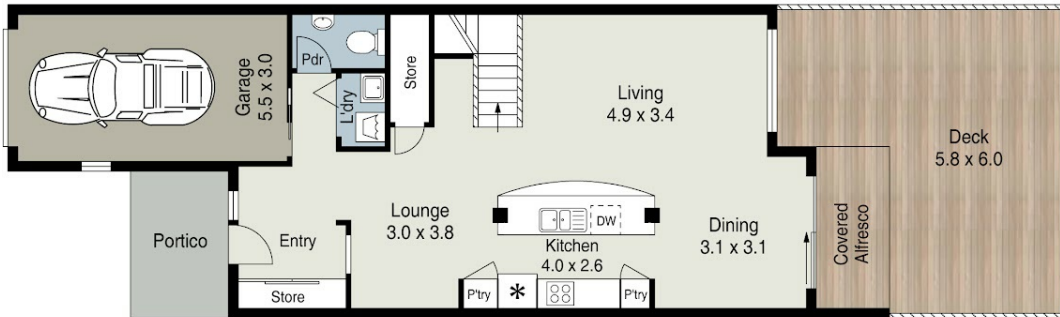 Garage
5.5 x 3.0
Pdr
L'dry
Store
Living
4.9 x 3.4
Deck
5.8 x 6.0
Portico
Entry
Store
Lounge
3.0 x 3.8
DW
Kitchen
4.0 x 2.6
P'try
*
P'try
Dining
3.1 x 3.1
Covered
Alfresco